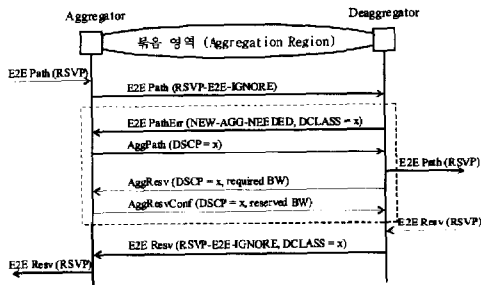 Aggregator
Deaggregator
볶음 영역 (Aggregation Region)
E2E Path (RSVP)
E2E Path (RSVP-E2E-IGNORE)
E2E PathErr (NEW-AGG-NEEDED, DCLASS = x)
AggPath (DSCP = x)
E2E Path (RSVP)
AggResv (DSCP = x, required BW)
AggResvConf (DSCP = x, reserved BW)
E2E Resv (RSVP)
E2E Resv (RSVP-E2E-IGNORE, DCLASS = x)
E2E Resv (RSVP)